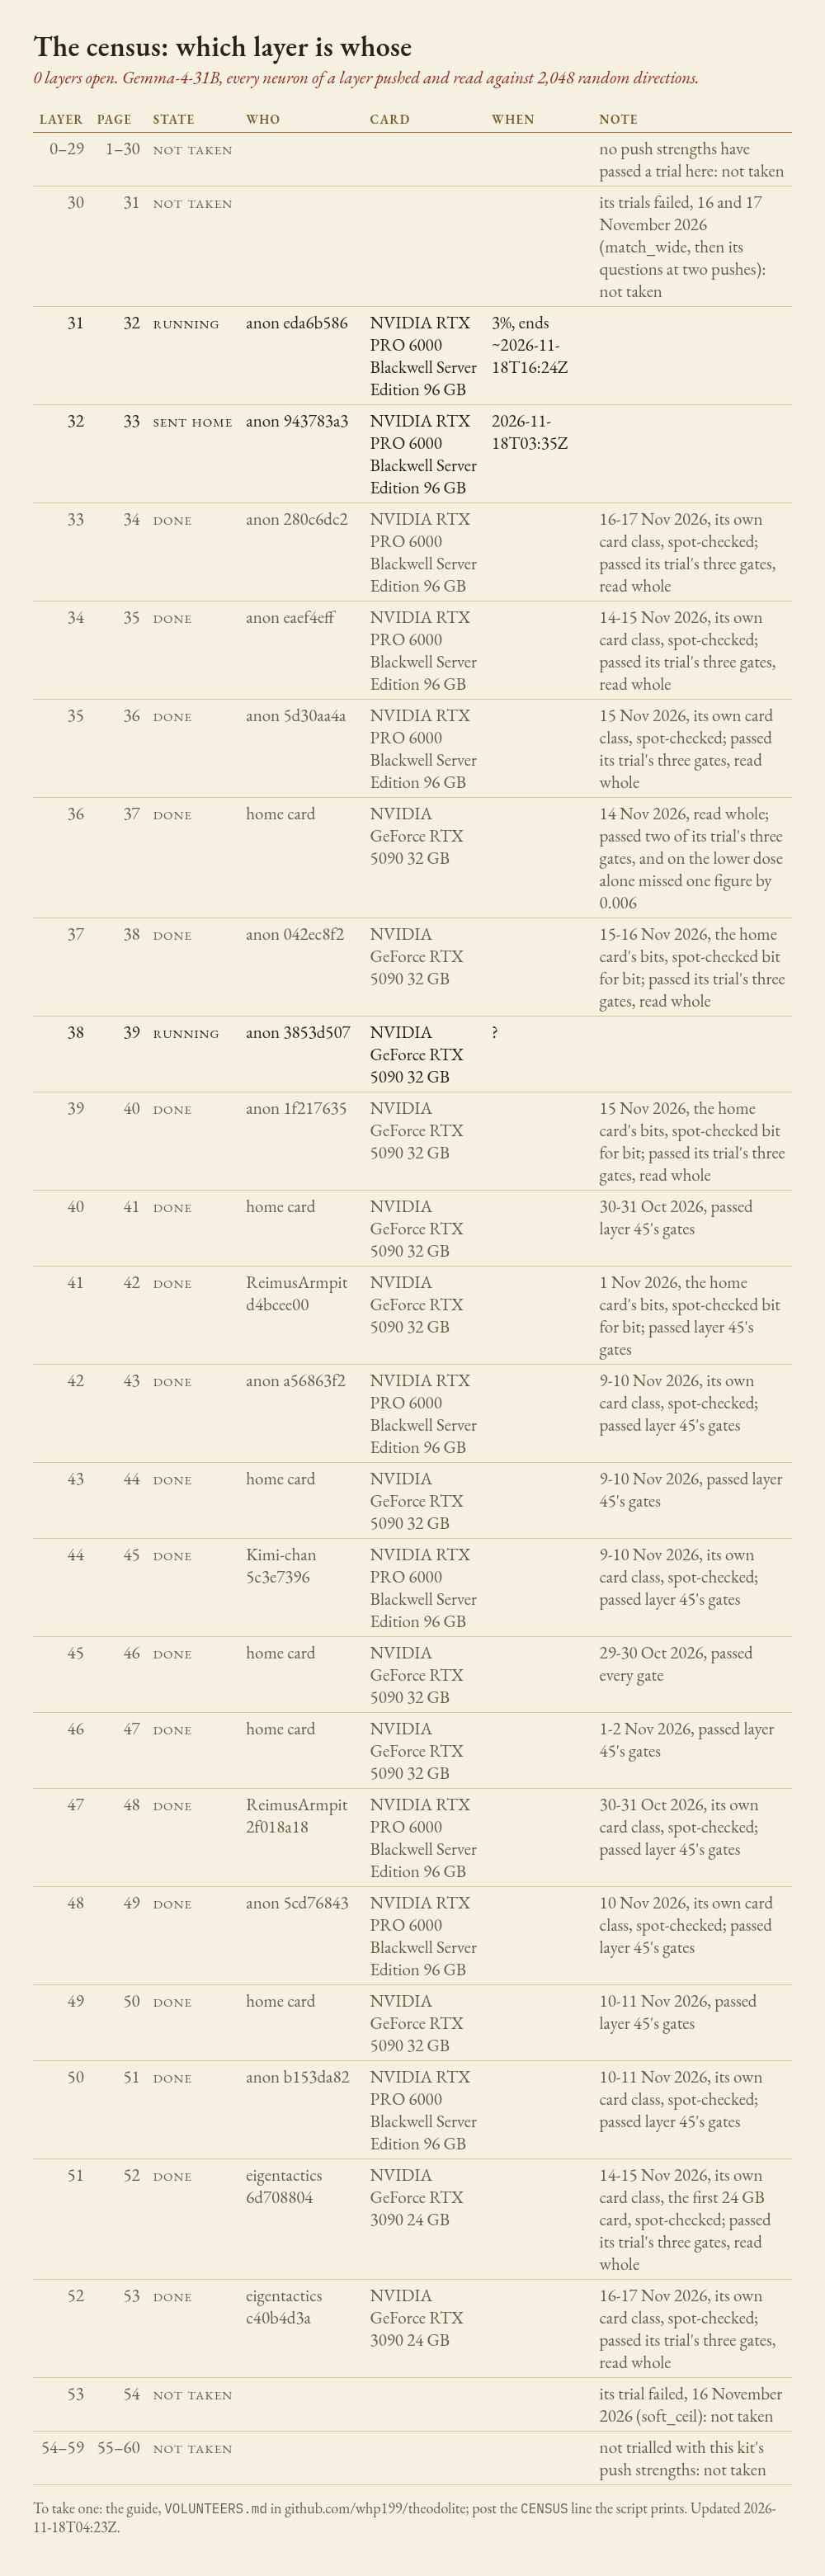 The census: which layer is whose
0 layers open. Gemma-4-31B, every neuron of a layer pushed and read against 2,048 random directions.
LAYER PAGE STATE WHO CARD WHEN NOTE
0–29 1–30 NOT TAKEN no push strengths have
passed a trial here: not taken
30 31 NOT TAKEN its trials failed, 16 and 17
November 2026
(match_wide, then its
questions at two pushes):
not taken
31 32 RUNNING anon eda6b586 NVIDIA RTX 3%, ends
PRO 6000 ~2026-11-
Blackwell Server 18T16:24Z
Edition 96 GB
32 33 SENT HOME anon 943783a3 NVIDIA RTX 2026-11-
PRO 6000 18T03:35Z
Blackwell Server
Edition 96 GB
33 34 DONE anon 280c6dc2 NVIDIA RTX 16-17 Nov 2026, its own
PRO 6000 card class, spot-checked;
Blackwell Server passed its trial's three gates,
Edition 96 GB read whole
34 35 DONE anon eaef4eff NVIDIA RTX 14-15 Nov 2026, its own
PRO 6000 card class, spot-checked;
Blackwell Server passed its trial's three gates,
Edition 96 GB read whole
35 36 DONE anon 5d30aa4a NVIDIA RTX 15 Nov 2026, its own card
PRO 6000 class, spot-checked; passed
Blackwell Server its trial's three gates, read
Edition 96 GB whole
36 37 DONE home card NVIDIA 14 Nov 2026, read whole;
GeForce RTX passed two of its trial's three
5090 32 GB gates, and on the lower dose
alone missed one figure by
0.006
37 38 DONE anon 042ec8f2 NVIDIA 15-16 Nov 2026, the home
GeForce RTX card's bits, spot-checked bit
5090 32 GB for bit; passed its trial's three
gates, read whole
38 39 RUNNING anon 3853d507 NVIDIA ?
GeForce RTX
5090 32 GB
39 40 DONE anon 1f217635 NVIDIA 15 Nov 2026, the home
GeForce RTX card's bits, spot-checked bit
5090 32 GB for bit; passed its trial's three
gates, read whole
40 41 DONE home card NVIDIA 30-31 Oct 2026, passed
GeForce RTX layer 45's gates
5090 32 GB
41 42 DONE ReimusArmpit NVIDIA 1 Nov 2026, the home
d4bcee00 GeForce RTX card's bits, spot-checked bit
5090 32 GB for bit; passed layer 45's
gates
42 43 DONE anon a56863f2 NVIDIA RTX 9-10 Nov 2026, its own
PRO 6000 card class, spot-checked;
Blackwell Server passed layer 45's gates
Edition 96 GB
43 44 DONE home card NVIDIA 9-10 Nov 2026, passed layer
GeForce RTX 45's gates
5090 32 GB
44 45 DONE Kimi-chan NVIDIA RTX 9-10 Nov 2026, its own
5c3e7396 PRO 6000 card class, spot-checked;
Blackwell Server passed layer 45's gates
Edition 96 GB
45 46 DONE home card NVIDIA 29-30 Oct 2026, passed
GeForce RTX every gate
5090 32 GB
46 47 DONE home card NVIDIA 1-2 Nov 2026, passed layer
GeForce RTX 45's gates
5090 32 GB
47 48 DONE ReimusArmpit NVIDIA RTX 30-31 Oct 2026, its own
2f018a18 PRO 6000 card class, spot-checked;
Blackwell Server passed layer 45's gates
Edition 96 GB
48 49 DONE anon 5cd76843 NVIDIA RTX 10 Nov 2026, its own card
PRO 6000 class, spot-checked; passed
Blackwell Server layer 45's gates
Edition 96 GB
49 50 DONE home card NVIDIA 10-11 Nov 2026, passed
GeForce RTX layer 45's gates
5090 32 GB
50 51 DONE anon b153da82 NVIDIA RTX 10-11 Nov 2026, its own
PRO 6000 card class, spot-checked;
Blackwell Server passed layer 45's gates
Edition 96 GB
51 52 DONE eigentactics NVIDIA 14-15 Nov 2026, its own
6d708804 GeForce RTX card class, the first 24 GB
3090 24 GB card, spot-checked; passed
its trial's three gates, read
whole
52 53 DONE eigentactics NVIDIA 16-17 Nov 2026, its own
c40b4d3a GeForce RTX card class, spot-checked;
3090 24 GB passed its trial's three gates,
read whole
53 54 NOT TAKEN its trial failed, 16 November
2026 (soft_ceil): not taken
54–59 55–60 NOT TAKEN not trialled with this kit's
push strengths: not taken
To take one: the guide, VOLUNTEERS.md in github.com/whp199/theodolite; post the CENSUS line the script prints. Updated 2026-
11-18T04:23Z.